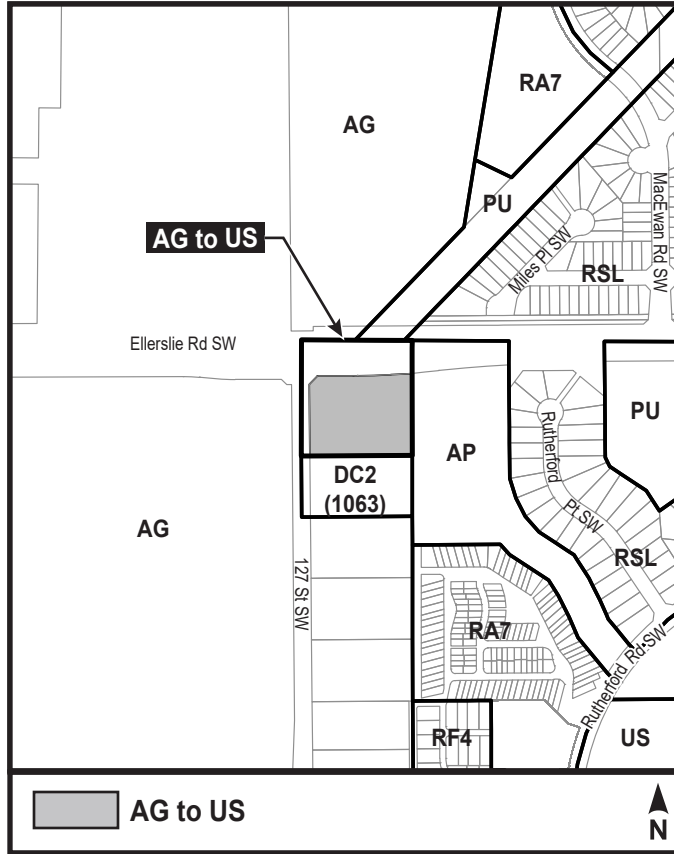 RA7
AG
PU
MacEwan Rd SW
AG to US
Miles Pl SW
RSL
Ellerslie Rd SW
Rutherford
Pt SW
PU
AP
DC2
(1063)
AG
RSL
127 St SW
RA7
Rutherford Rd SW
RF4
US
AG to US
N